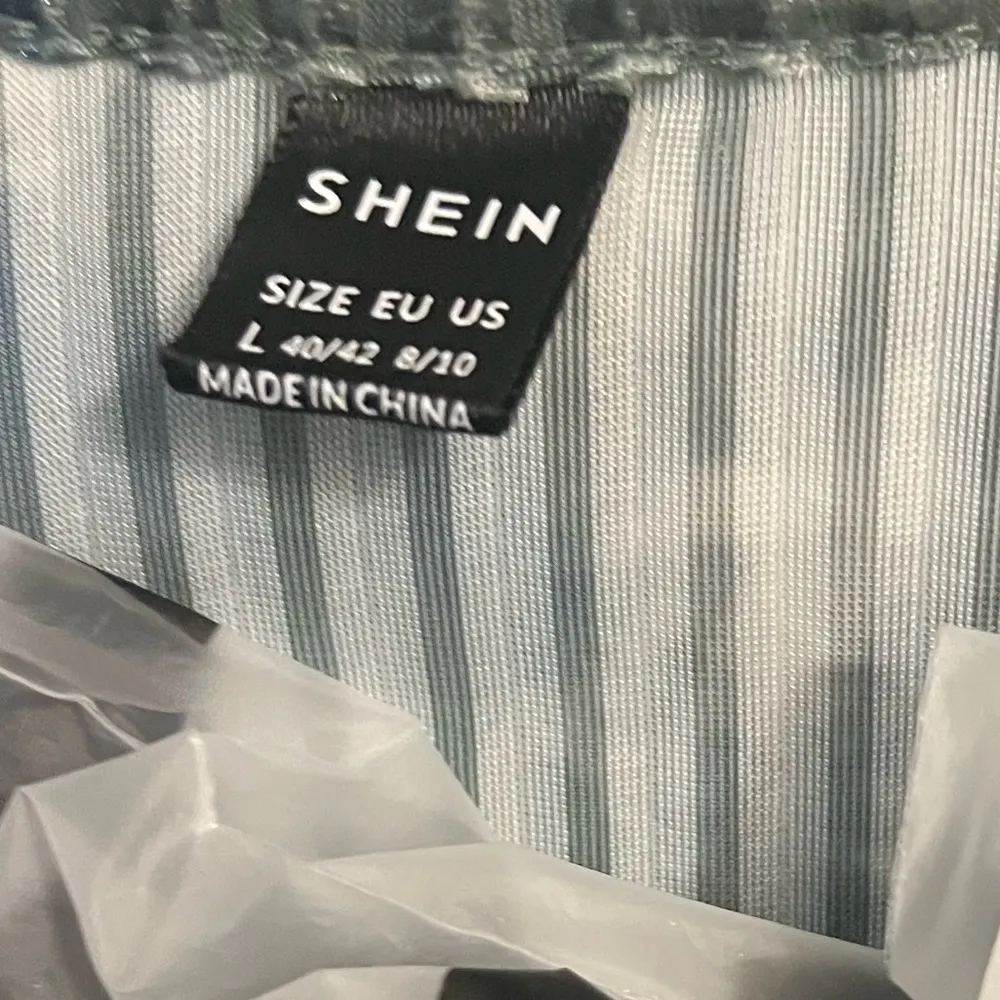 SHEIN
SIZE EU US
L 40/42 8/10
MADE IN CHINA